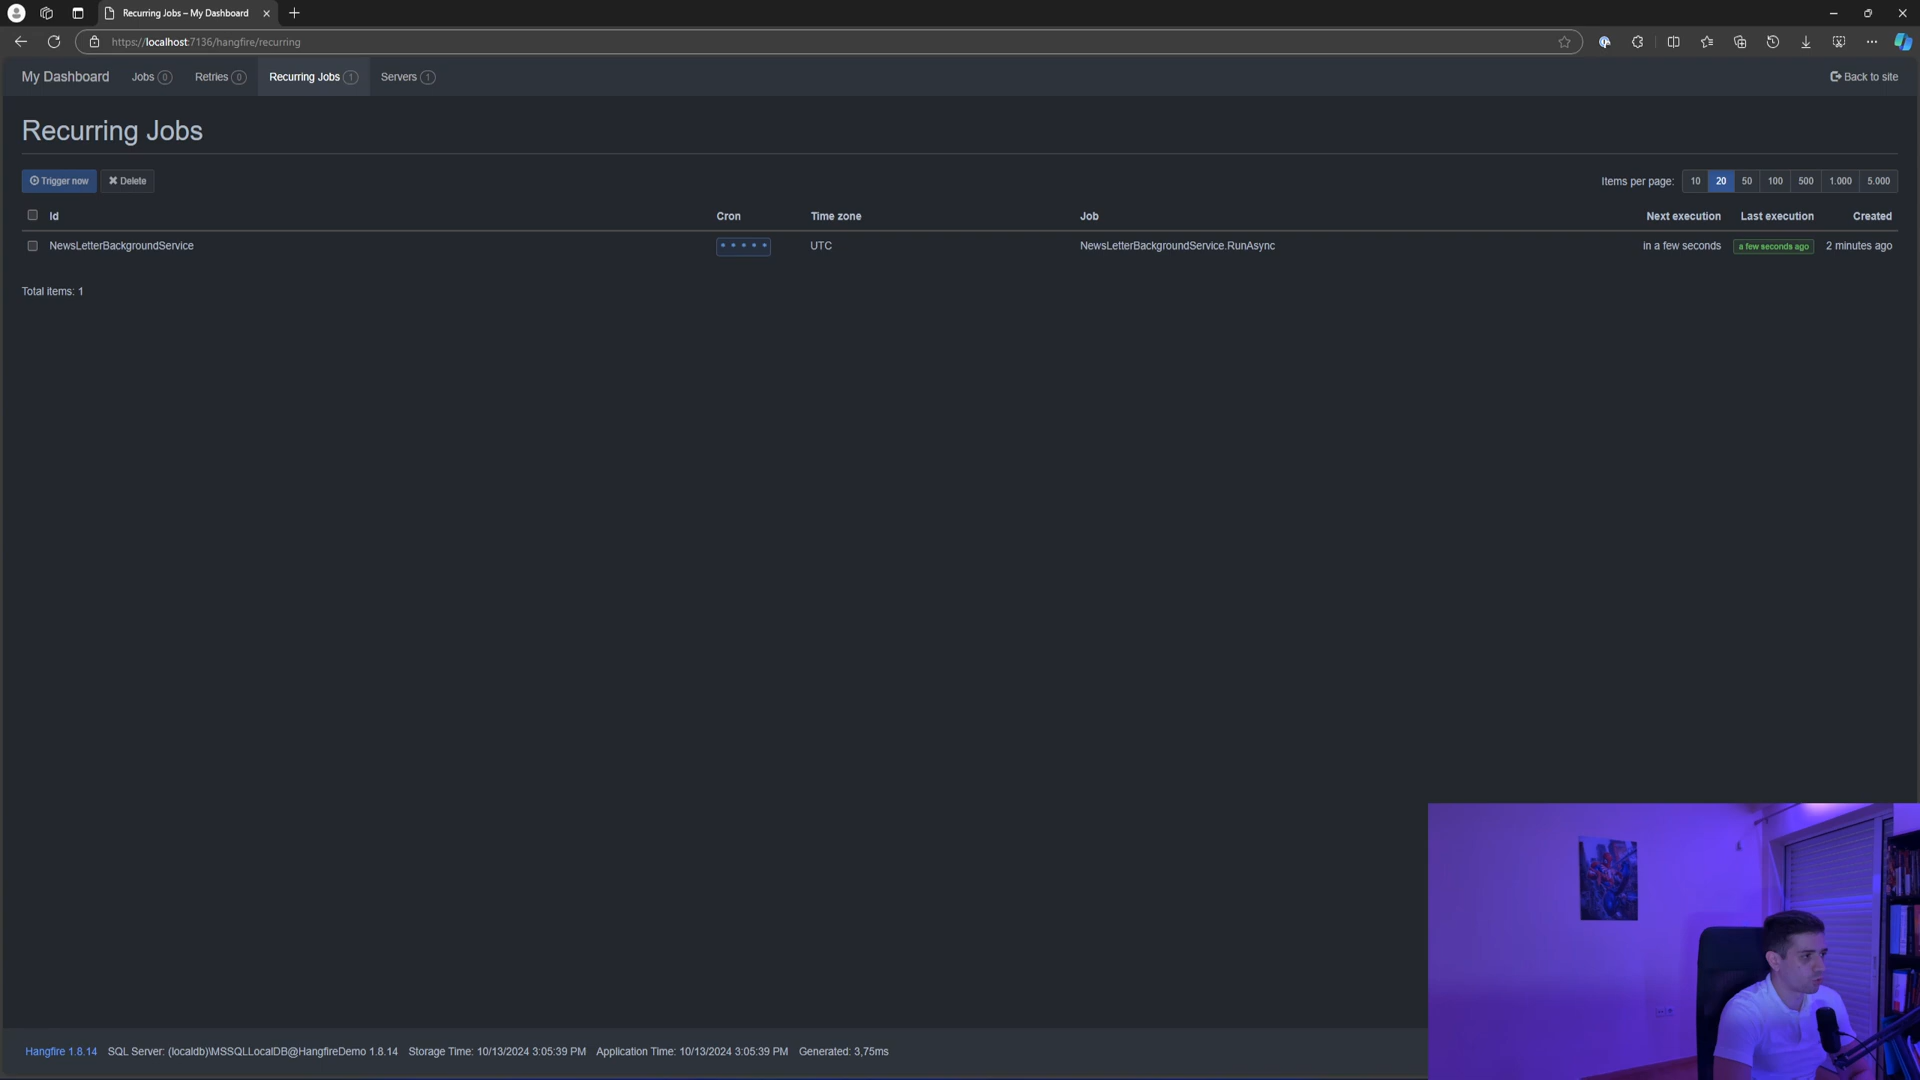 Recurring Jobs – My Dashboard
https://localhost:7136/hangfire/recurring
My Dashboard Jobs 0 Retries 0 Recurring Jobs 1 Servers 1 Back to site
Recurring Jobs
Trigger now Delete Items per page: 10 20 50 100 500 1.000 5.000
Id Cron Time zone Job Next execution Last execution Created
NewsLetterBackgroundService * * * * * UTC NewsLetterBackgroundService.RunAsync in a few seconds a few seconds ago 2 minutes ago
Total items: 1
Hangfire 1.8.14 SQL Server: (localdb)\MSSQLLocalDB@HangfireDemo 1.8.14 Storage Time: 10/13/2024 3:05:39 PM Application Time: 10/13/2024 3:05:39 PM Generated: 3,75ms